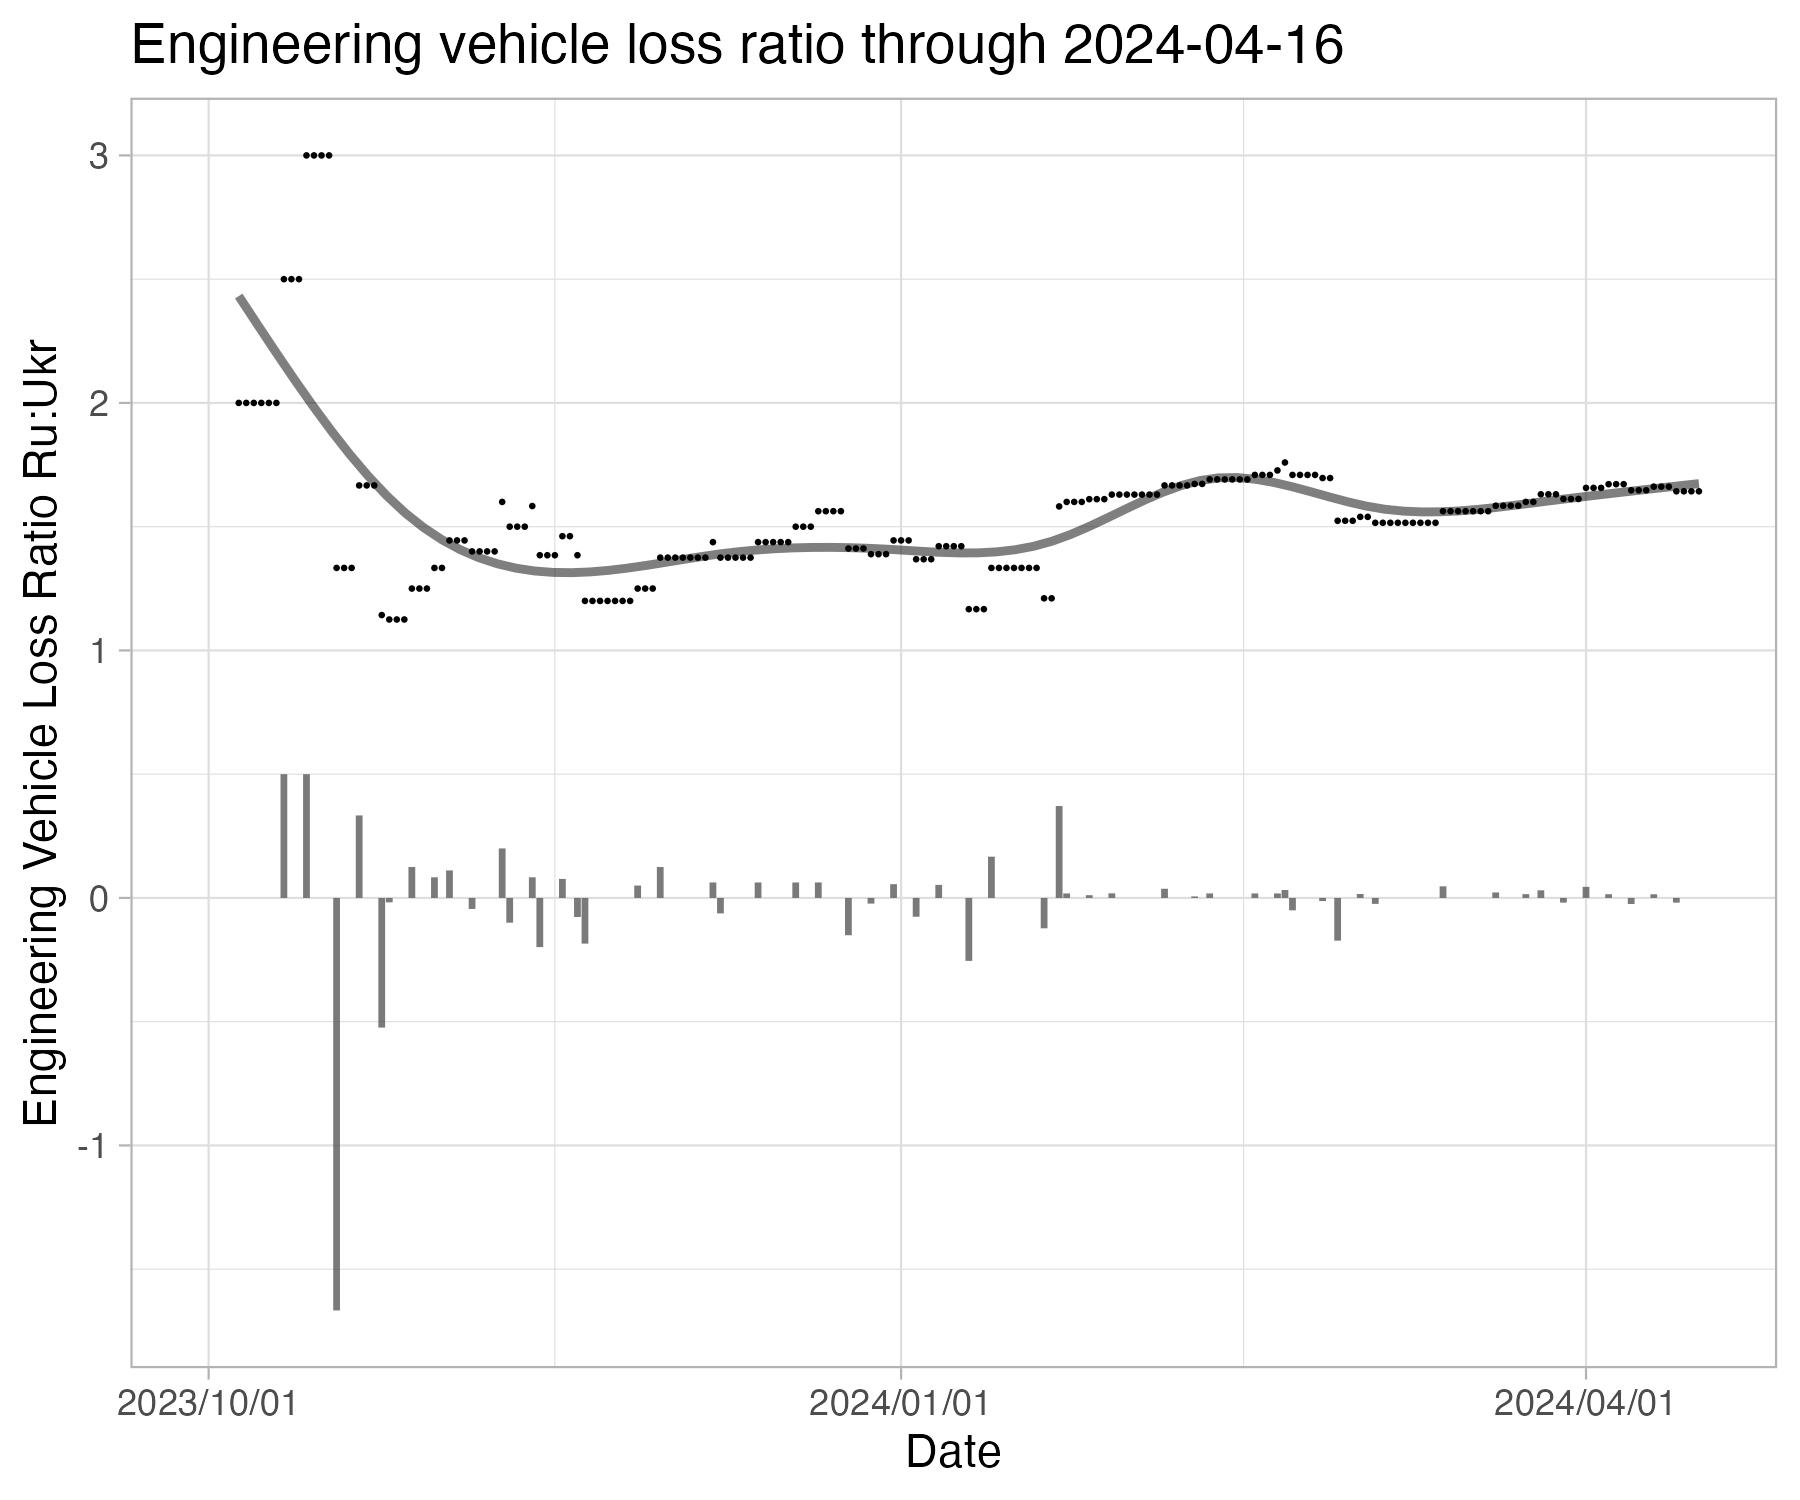 Engineering vehicle loss ratio through 2024-04-16
Engineering Vehicle Loss Ratio Ru:Ukr
3
2
1
0
-1
2023/10/01
2024/01/01
2024/04/01
Date